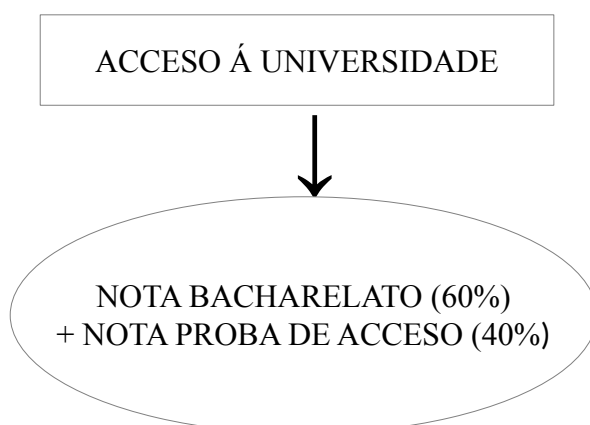 ACCESO Á UNIVERSIDADE
NOTA BACHARELATO (60%)
+ NOTA PROBA DE ACCESO (40%)